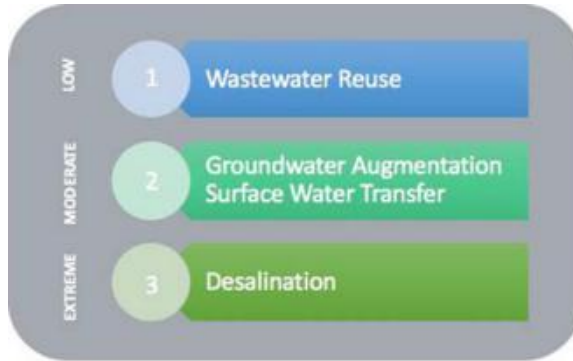 LOW
1
Wastewater Reuse
MODERATE
2
Groundwater Augmentation
Surface Water Transfer
EXTREME
3
Desalination